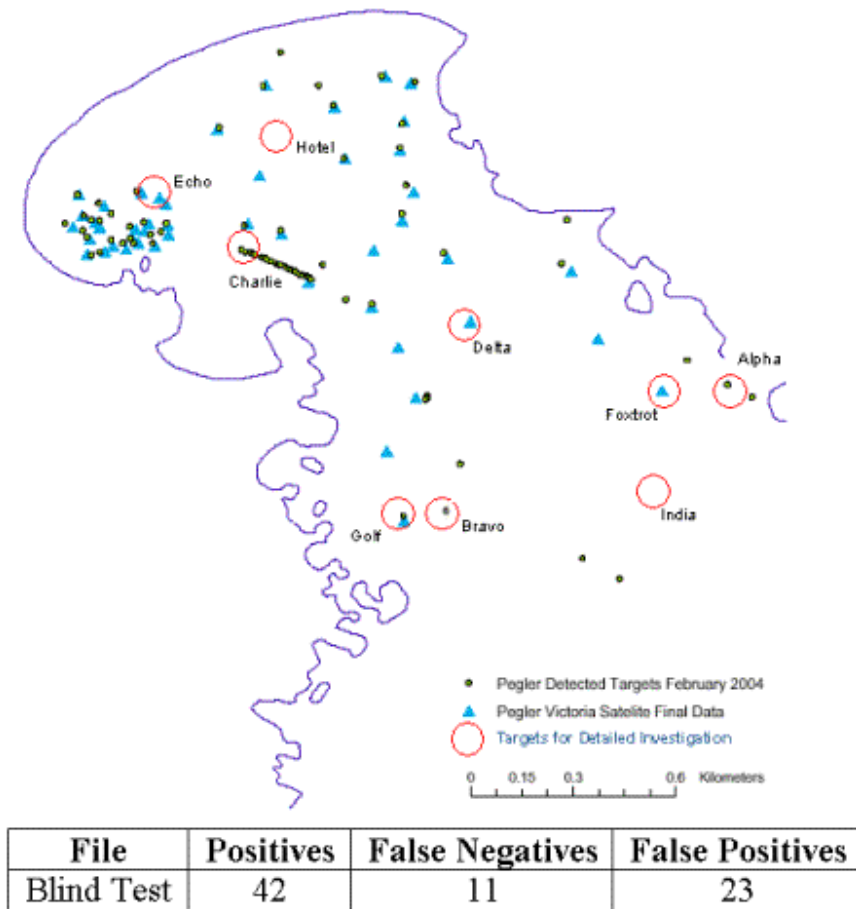 Hotel
Echo
Charlie
Delta
Alpha
Foxtrot
India
Golf
Bravo
Pegler Detected Targets February 2004
Pegler Victoria Satelite Final Data
Targets for Detailed Investigation
0 0.15 0.3 0.6 Kilometers
File Positives False Negatives False Positives
Blind Test 42 11 23